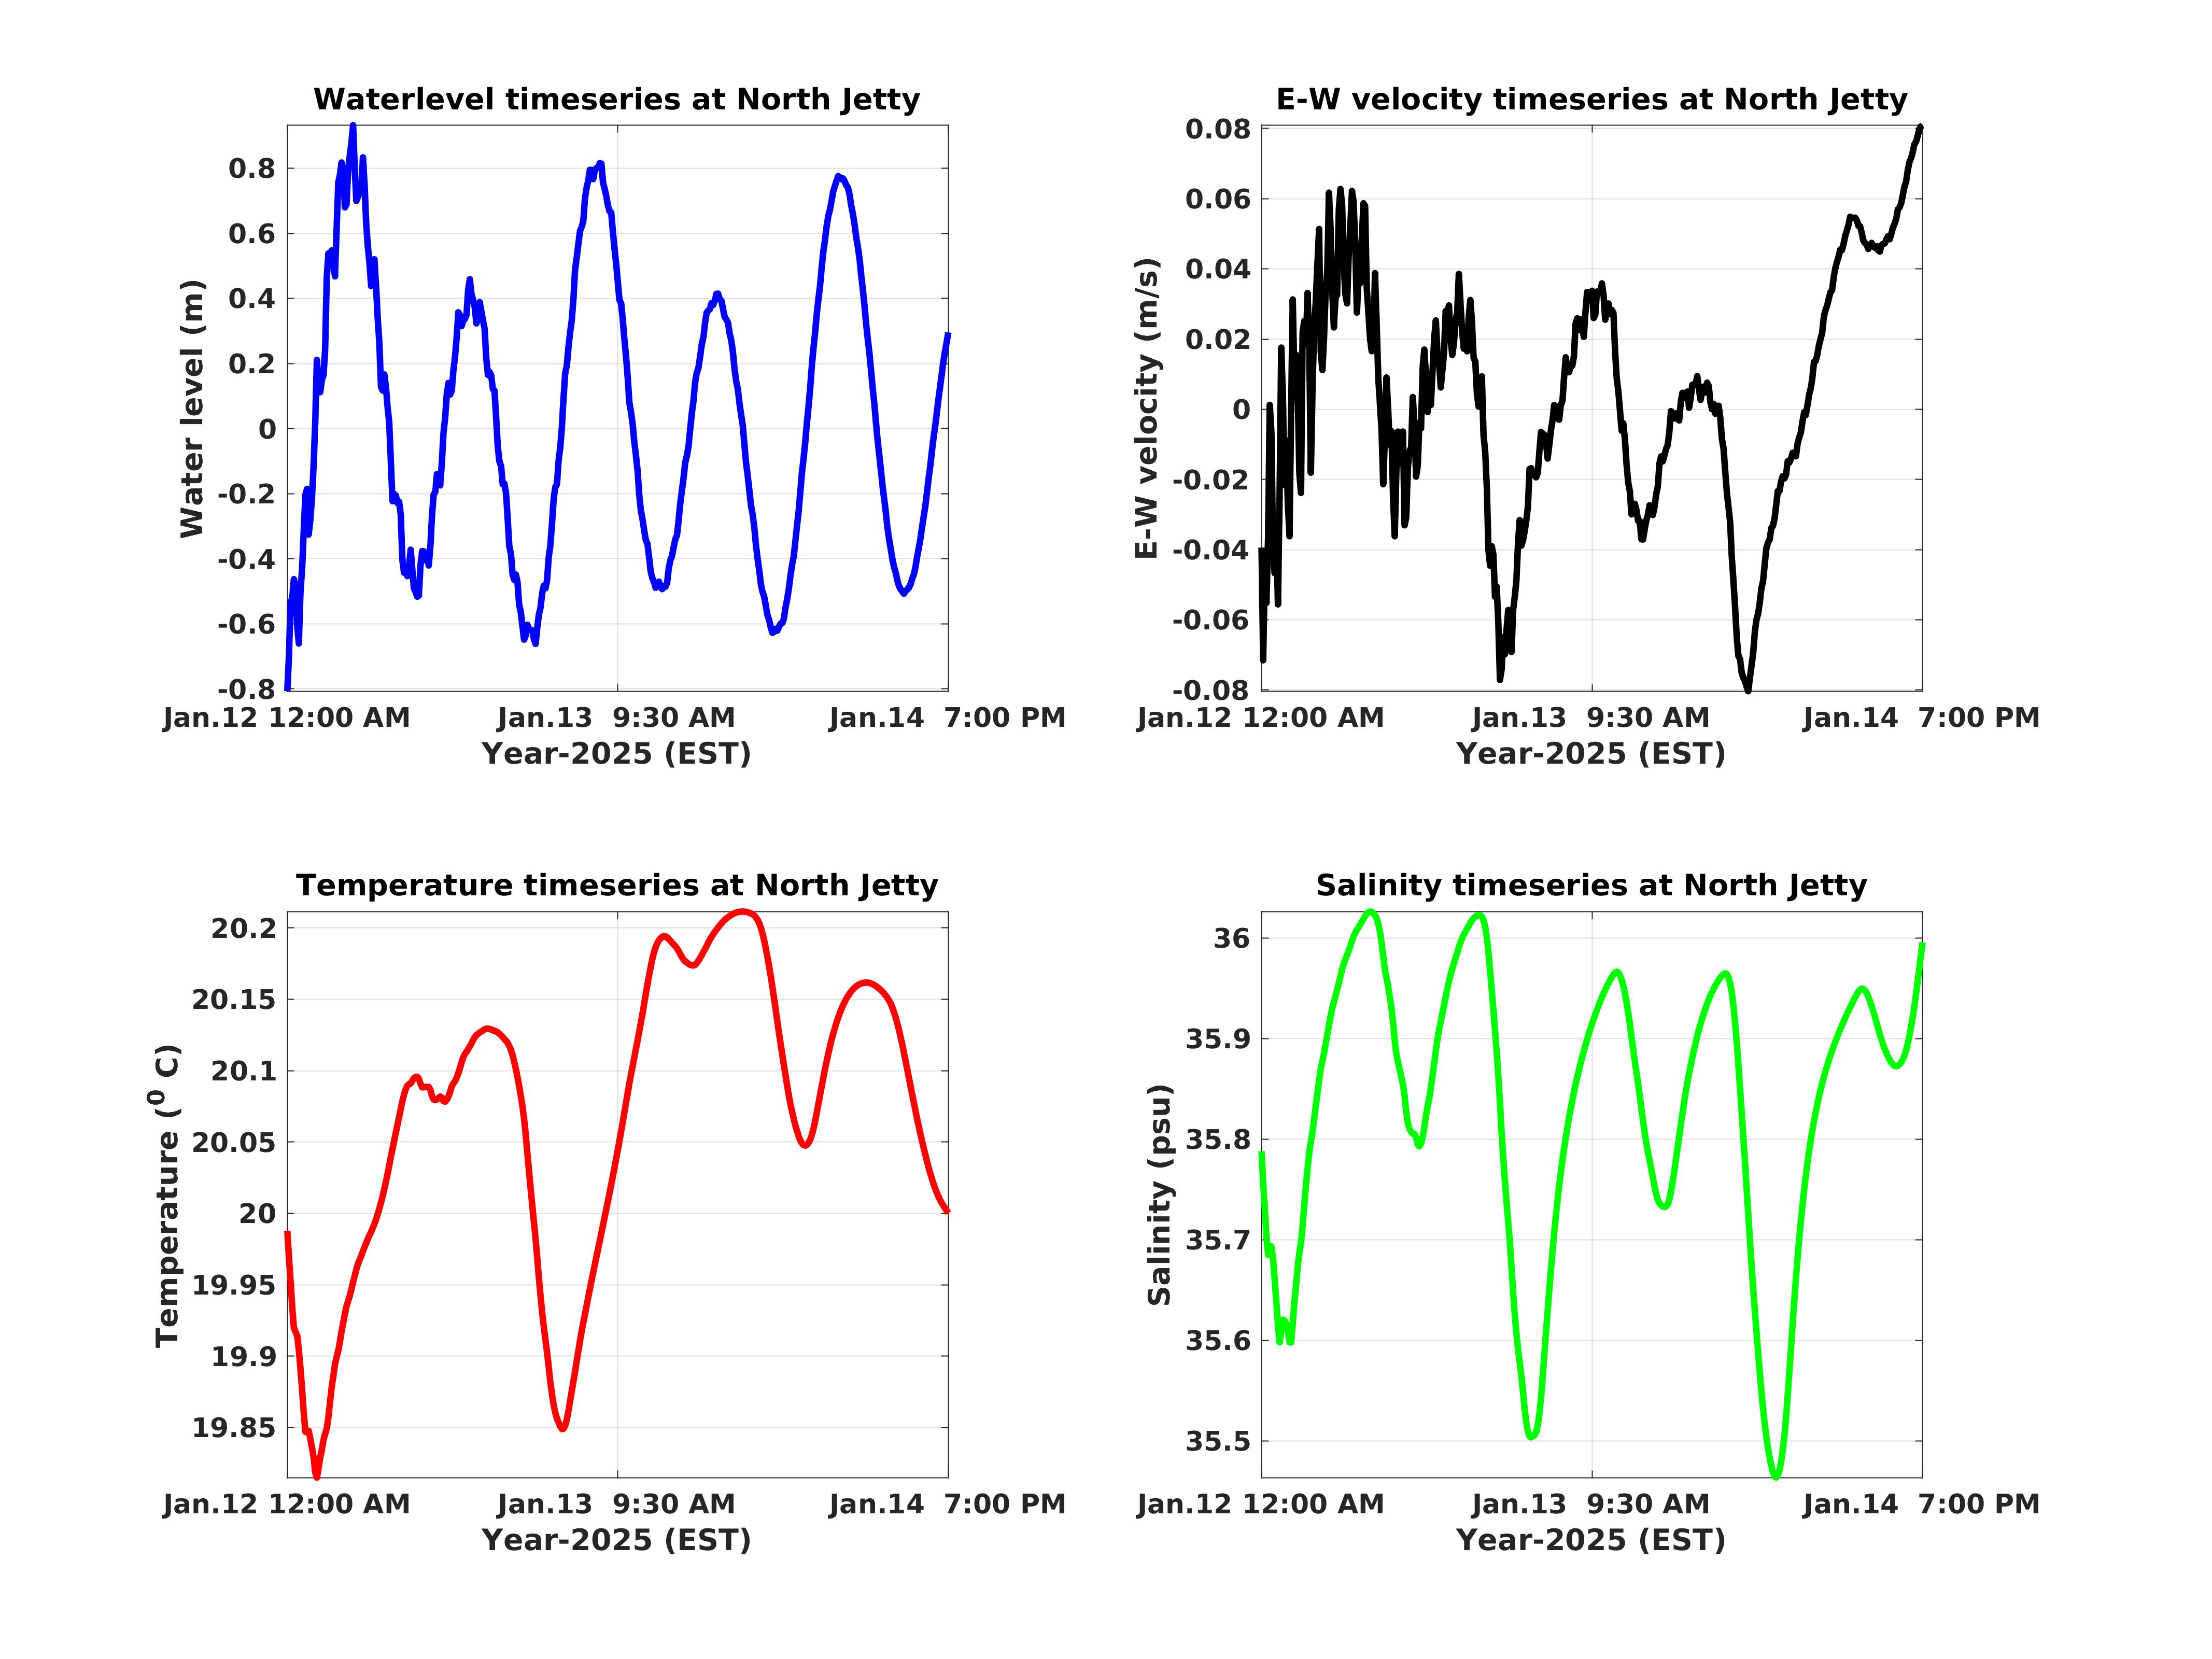 Waterlevel timeseries at North Jetty
0.8
0.6
0.4
0.2
0
-0.2
-0.4
-0.6
-0.8
Water level (m)
Jan.12 12:00 AM
Jan.13  9:30 AM
Jan.14  7:00 PM
Year-2025 (EST)
E-W velocity timeseries at North Jetty
0.08
0.06
0.04
0.02
0
-0.02
-0.04
-0.06
-0.08
E-W velocity (m/s)
Jan.12 12:00 AM
Jan.13  9:30 AM
Jan.14  7:00 PM
Year-2025 (EST)
Temperature timeseries at North Jetty
20.2
20.15
20.1
20.05
20
19.95
19.9
19.85
Temperature (⁰ C)
Jan.12 12:00 AM
Jan.13  9:30 AM
Jan.14  7:00 PM
Year-2025 (EST)
Salinity timeseries at North Jetty
36
35.9
35.8
35.7
35.6
35.5
Salinity (psu)
Jan.12 12:00 AM
Jan.13  9:30 AM
Jan.14  7:00 PM
Year-2025 (EST)